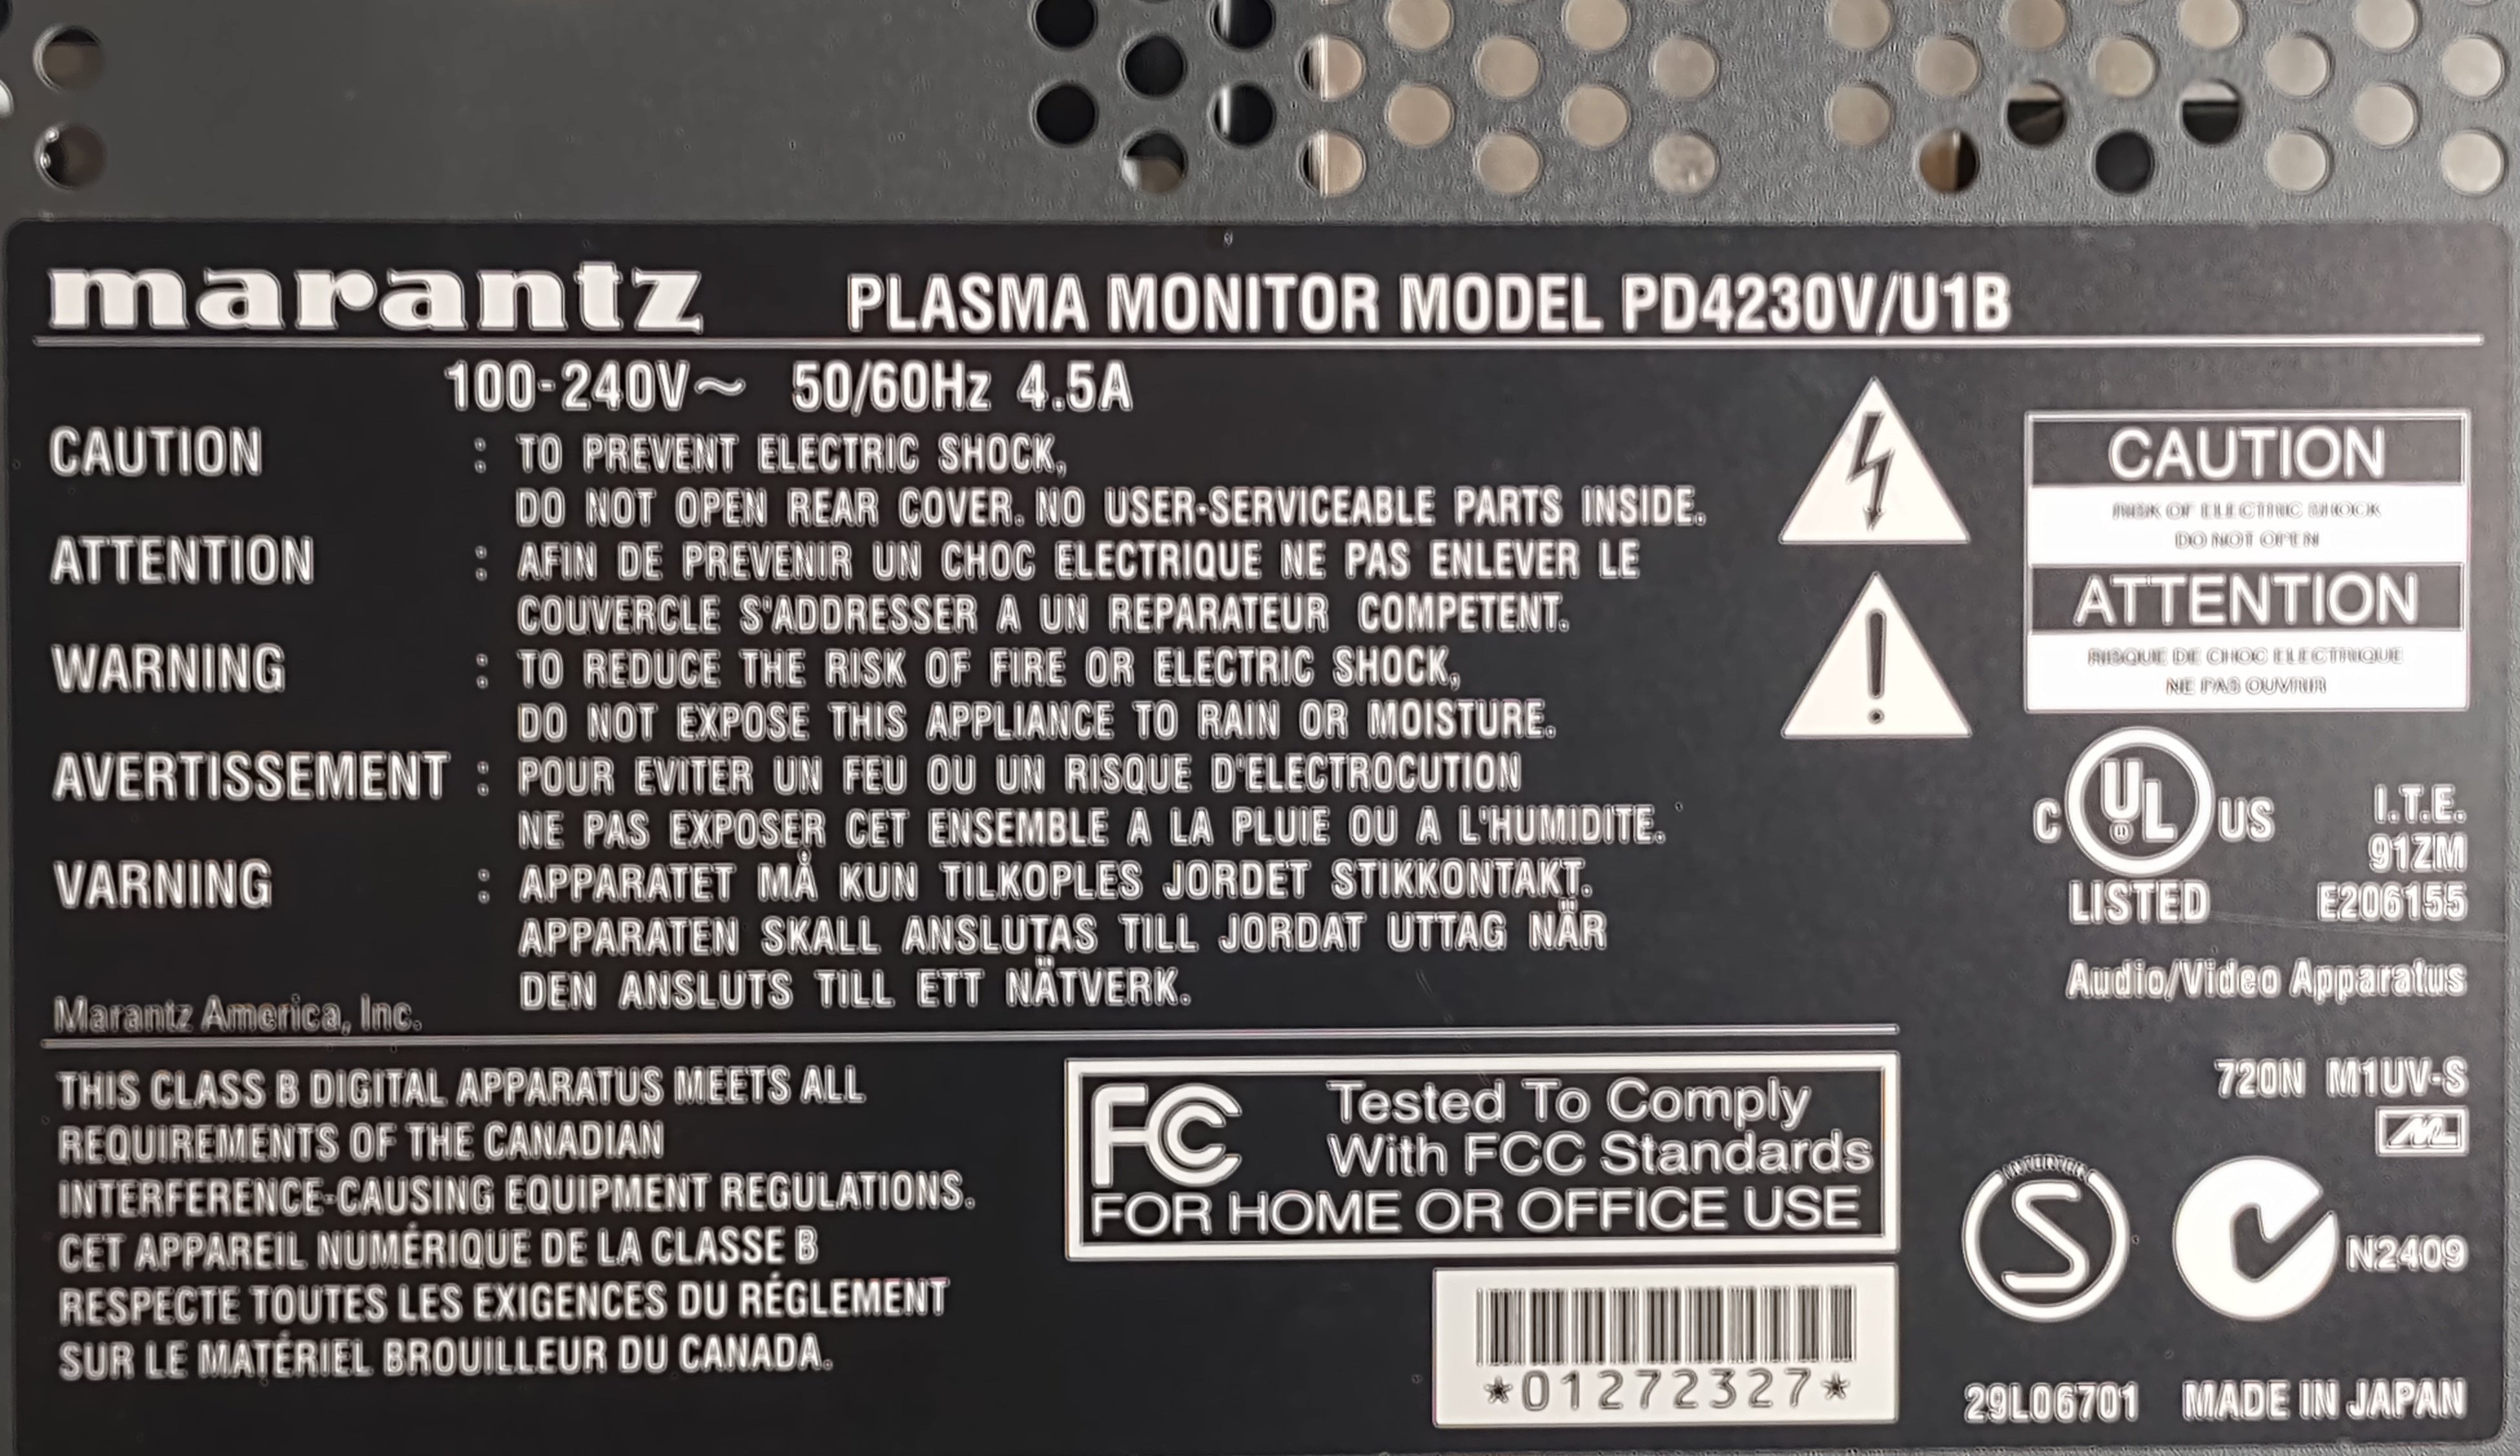 marantz PLASMA MONITOR MODEL PD4230V/U1B
100-240V～ 50/60Hz 4.5A
CAUTION : TO PREVENT ELECTRIC SHOCK,
DO NOT OPEN REAR COVER. NO USER-SERVICEABLE PARTS INSIDE.
ATTENTION : AFIN DE PREVENIR UN CHOC ELECTRIQUE NE PAS ENLEVER LE
COUVERCLE S'ADDRESSER A UN REPARATEUR COMPETENT.
WARNING : TO REDUCE THE RISK OF FIRE OR ELECTRIC SHOCK,
DO NOT EXPOSE THIS APPLIANCE TO RAIN OR MOISTURE.
AVERTISSEMENT : POUR EVITER UN FEU OU UN RISQUE D'ELECTROCUTION
NE PAS EXPOSER CET ENSEMBLE A LA PLUIE OU A L'HUMIDITE.
VARNING : APPARATET MÅ KUN TILKOPLES JORDET STIKKONTAKT.
APPARATEN SKALL ANSLUTAS TILL JORDAT UTTAG NÄR
DEN ANSLUTS TILL ETT NÄTVERK.
Marantz America, Inc.
CAUTION
RISK OF ELECTRIC SHOCK
DO NOT OPEN
ATTENTION
RISQUE DE CHOC ELECTRIQUE
NE PAS OUVRIR
C UL ® US
LISTED
I.T.E.
91ZM
E206155
Audio/Video Apparatus
THIS CLASS B DIGITAL APPARATUS MEETS ALL
REQUIREMENTS OF THE CANADIAN
INTERFERENCE-CAUSING EQUIPMENT REGULATIONS.
CET APPAREIL NUMÉRIQUE DE LA CLASSE B
RESPECTE TOUTES LES EXIGENCES DU RÉGLEMENT
SUR LE MATÉRIEL BROUILLEUR DU CANADA.
FC Tested To Comply
With FCC Standards
FOR HOME OR OFFICE USE
*01272327*
720N M1UV-S
M
INTERTEK
S
N2409
29L06701 MADE IN JAPAN